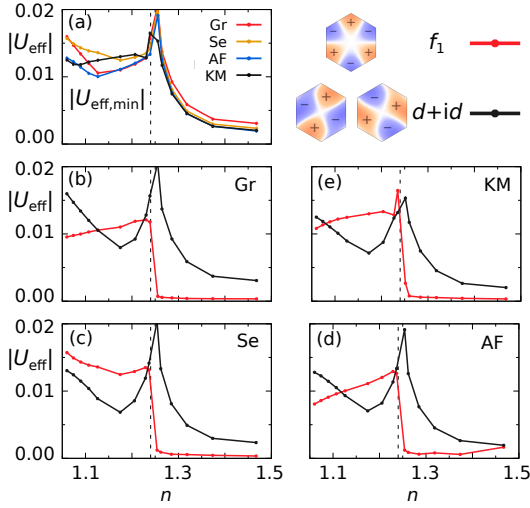 (a)
Gr
Se
AF
KM
|U_eff|
0.02
0.01
0.00
|U_eff,min|
f₁
d+id
+
−
−
+
+
−
+
−
−
+
+
−
−
+
(b)
Gr
|U_eff|
0.02
0.01
0.00
(e)
KM
(c)
Se
|U_eff|
0.02
0.01
0.00
1.1
1.3
1.5
n
(d)
AF
1.1
1.3
1.5
n